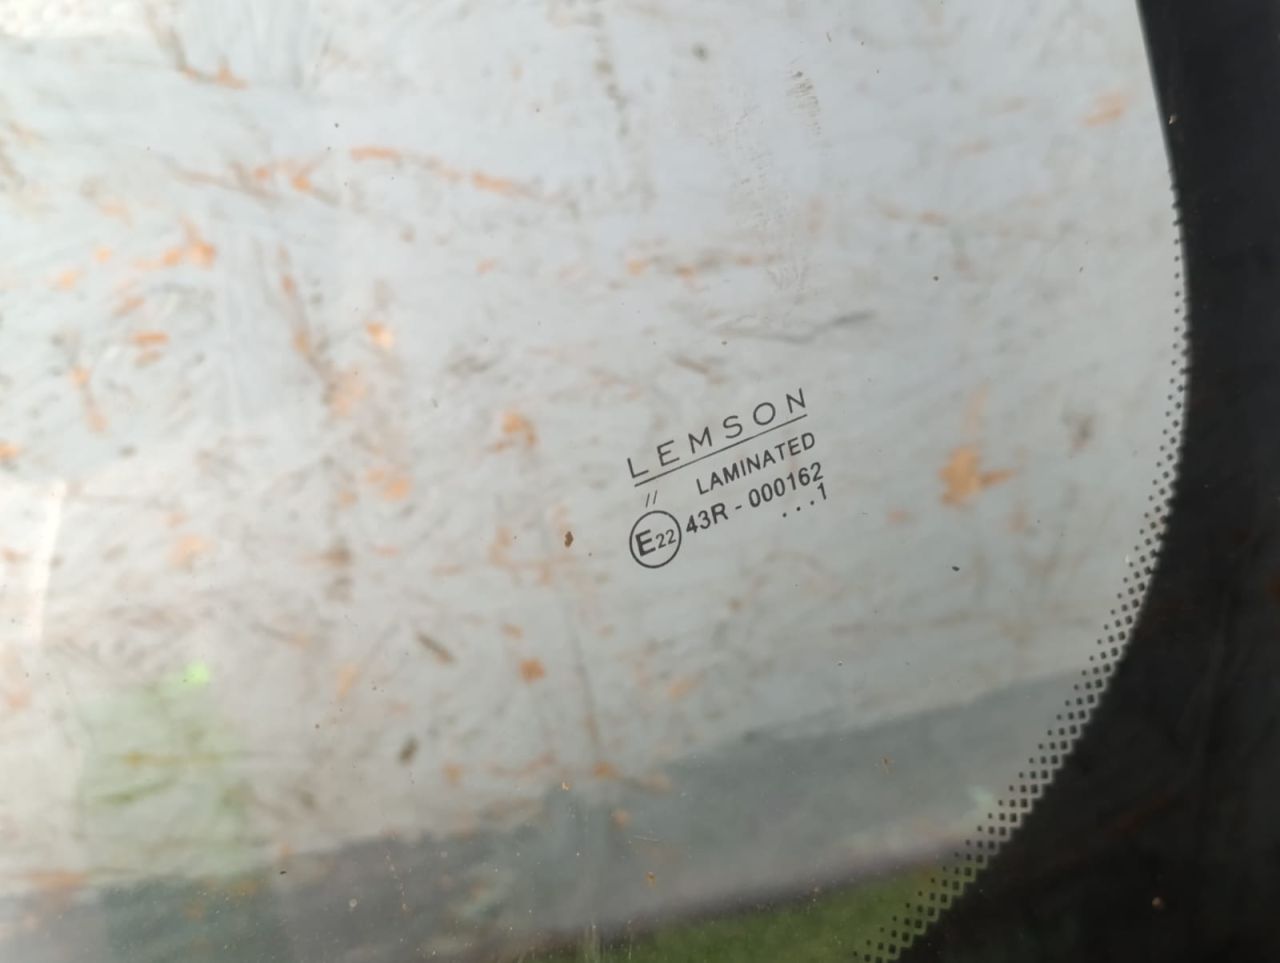 LEMSON
// LAMINATED
E22 43R - 000162
...1